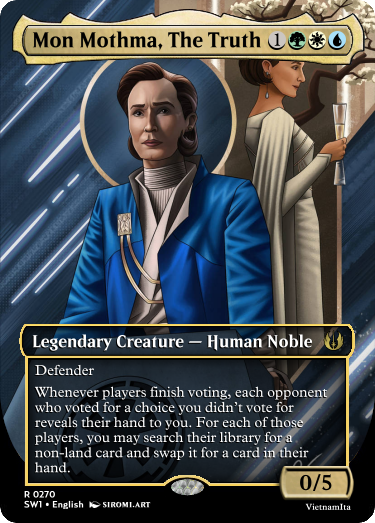 Mon Mothma, The Truth 1
Legendary Creature — Human Noble
Defender
Whenever players finish voting, each opponent
who voted for a choice you didn't vote for
reveals their hand to you. For each of those
players, you may search their library for a
non-land card and swap it for a card in their
hand.
0/5
R 0270
SW1 • English SIROMI.ART
VietnamIta